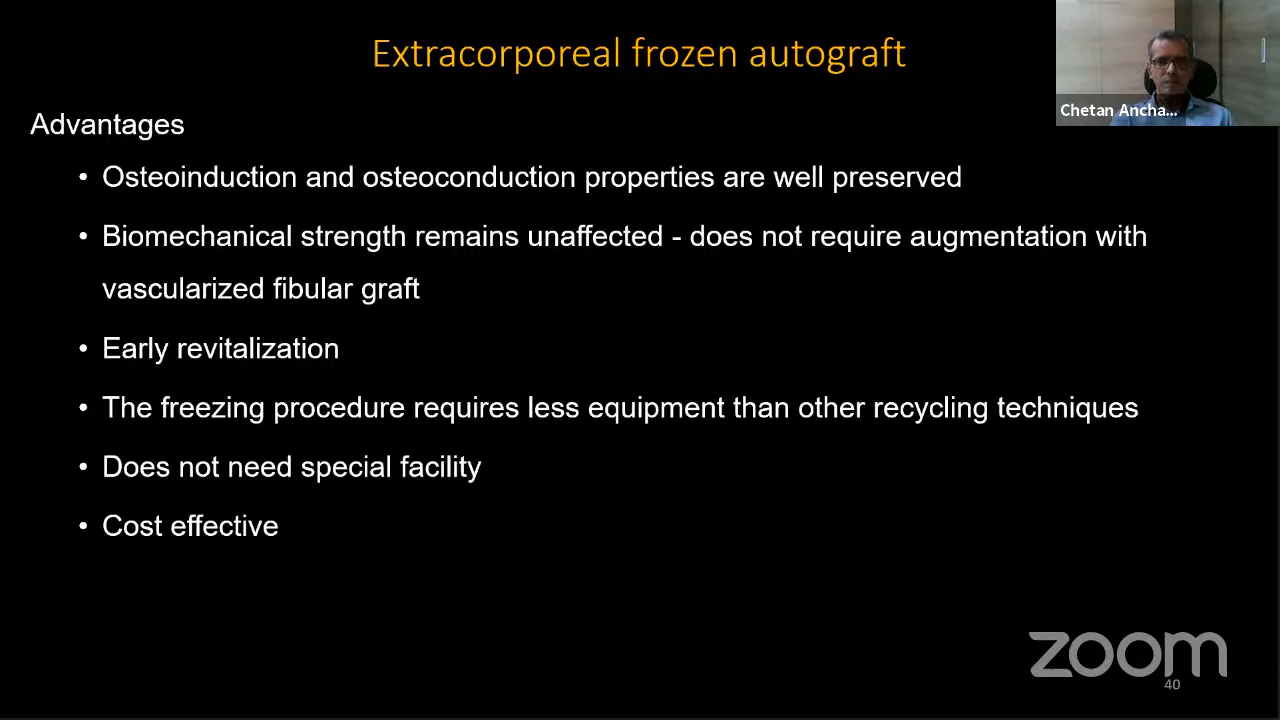 Extracorporeal frozen autograft
Chetan Ancha...
Advantages
• Osteoinduction and osteoconduction properties are well preserved
• Biomechanical strength remains unaffected - does not require augmentation with
vascularized fibular graft
• Early revitalization
• The freezing procedure requires less equipment than other recycling techniques
• Does not need special facility
• Cost effective
zoom
40